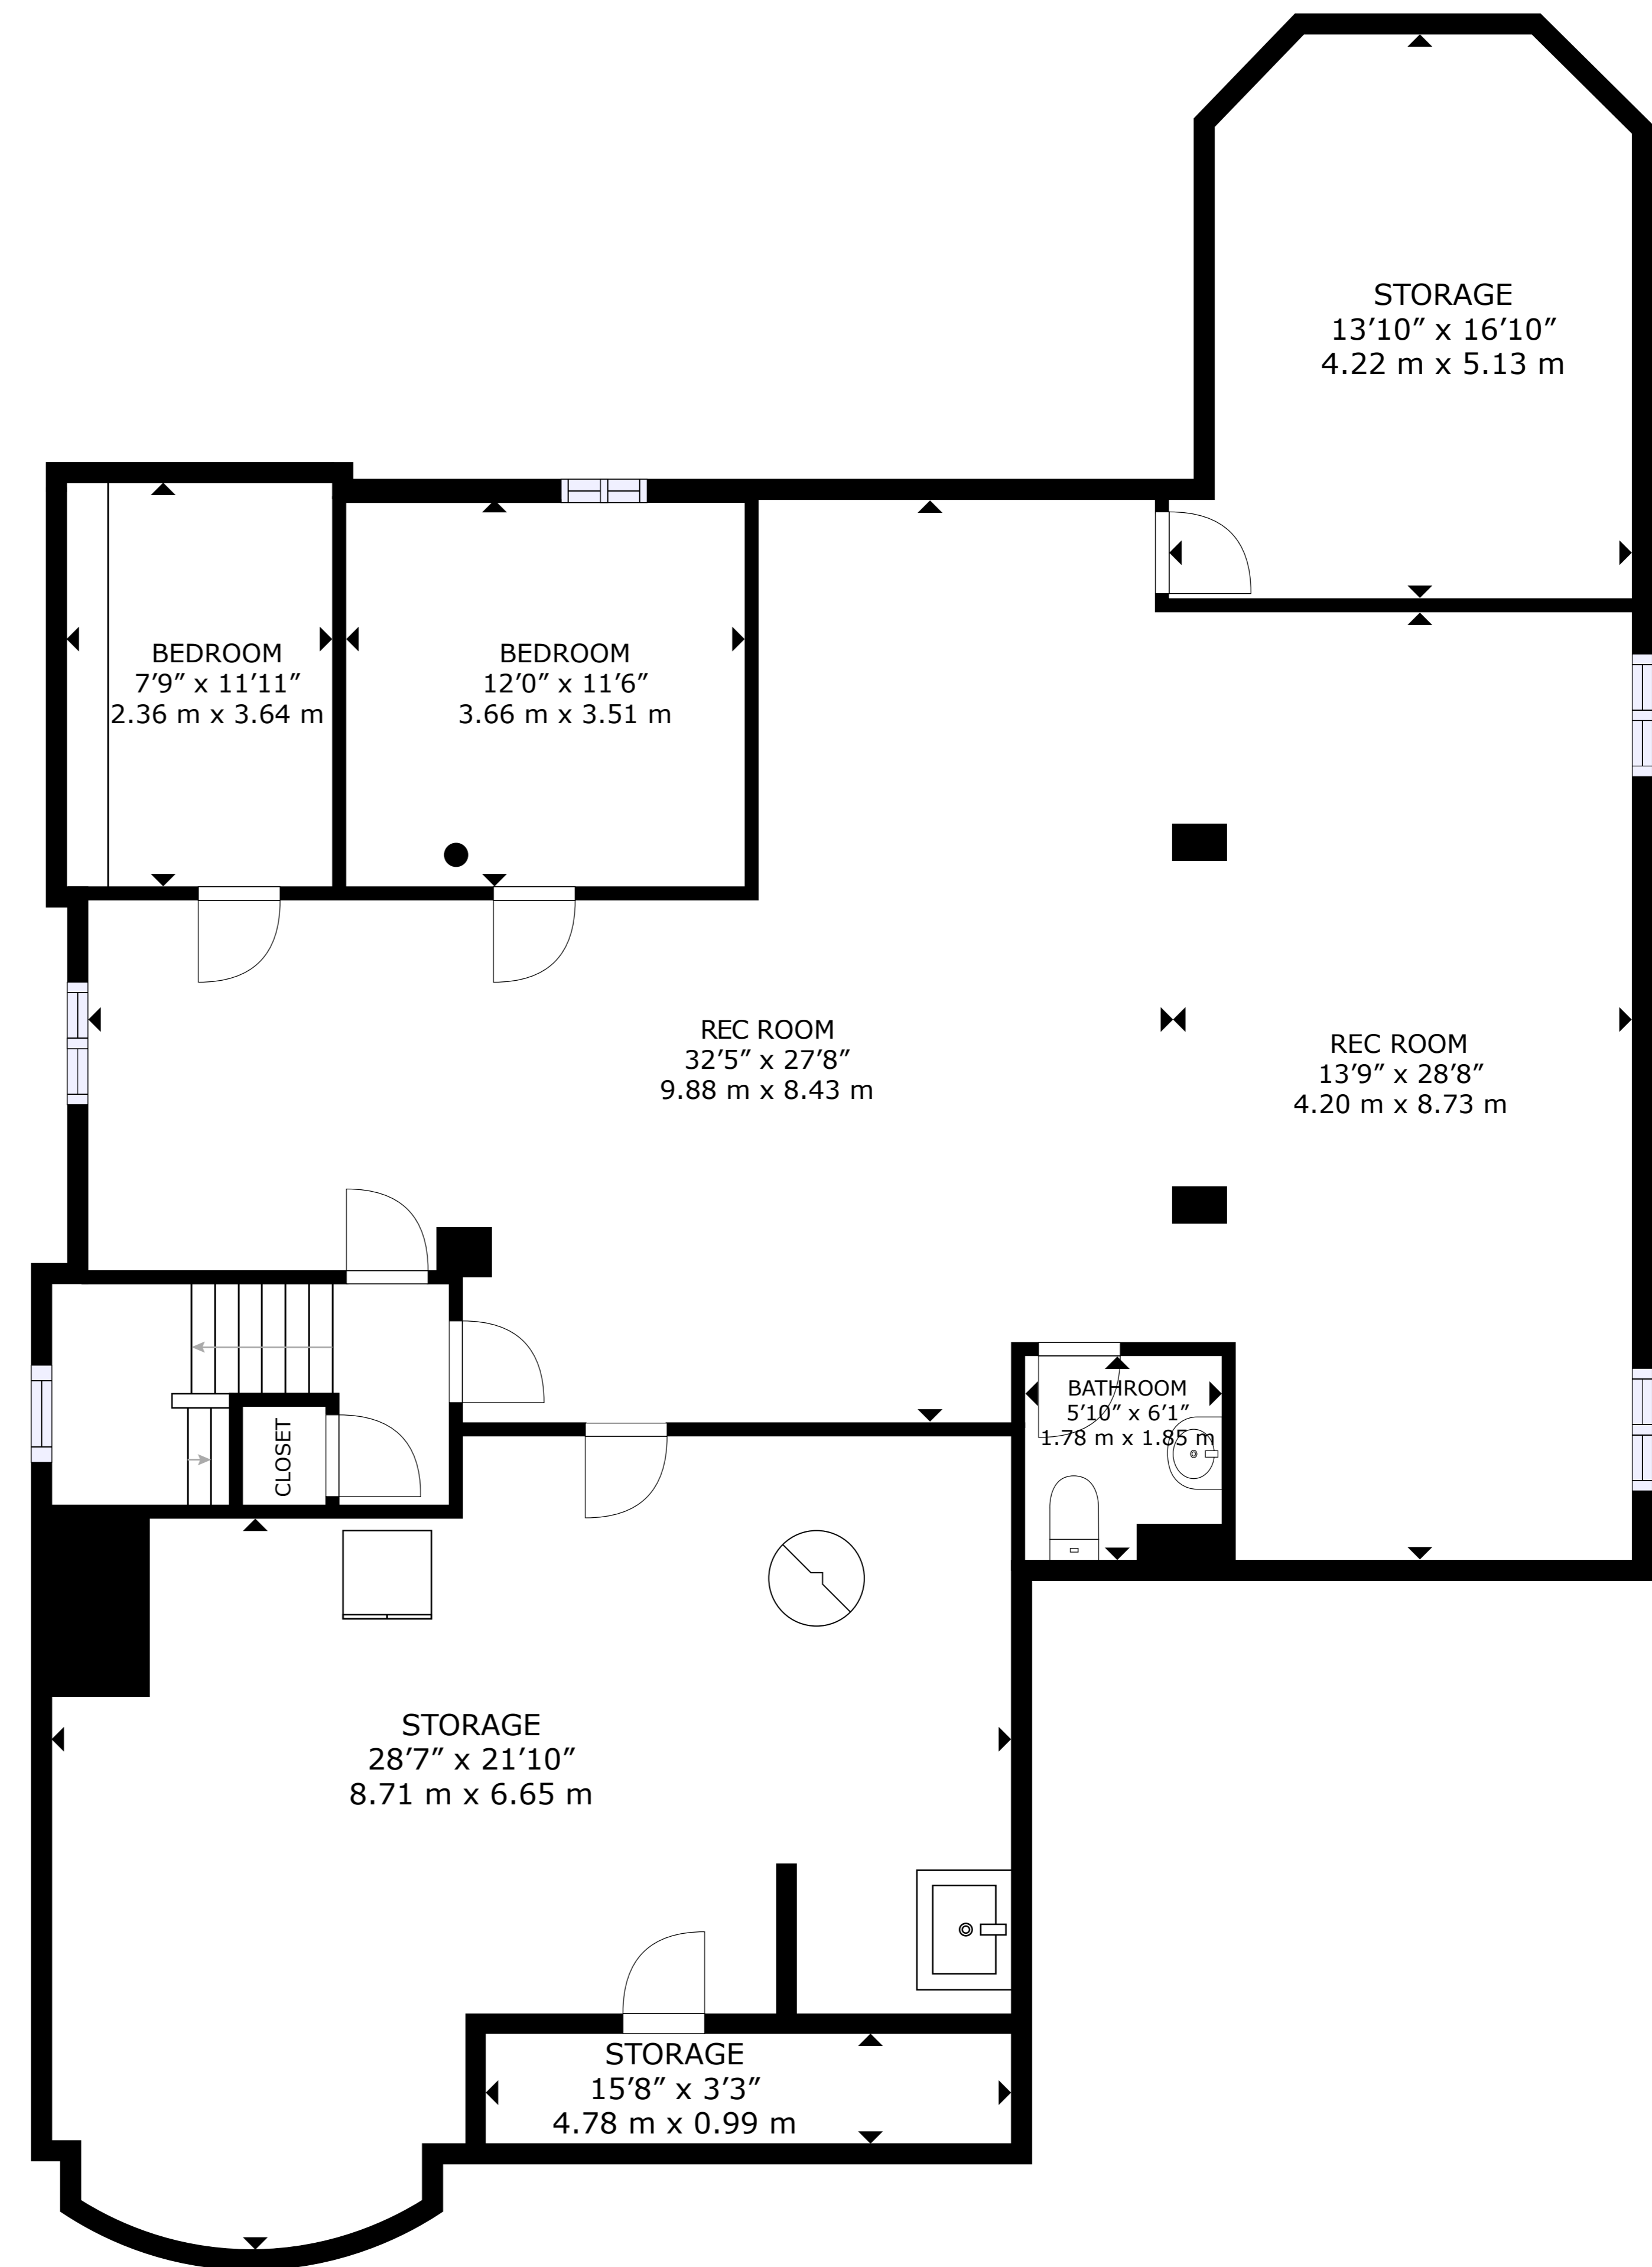 STORAGE
13′10″ x 16′10″
4.22 m x 5.13 m
BEDROOM
7′9″ x 11′11″
2.36 m x 3.64 m
BEDROOM
12′0″ x 11′6″
3.66 m x 3.51 m
REC ROOM
32′5″ x 27′8″
9.88 m x 8.43 m
REC ROOM
13′9″ x 28′8″
4.20 m x 8.73 m
BATHROOM
5′10″ x 6′1″
1.78 m x 1.85 m
CLOSET
STORAGE
28′7″ x 21′10″
8.71 m x 6.65 m
STORAGE
15′8″ x 3′3″
4.78 m x 0.99 m